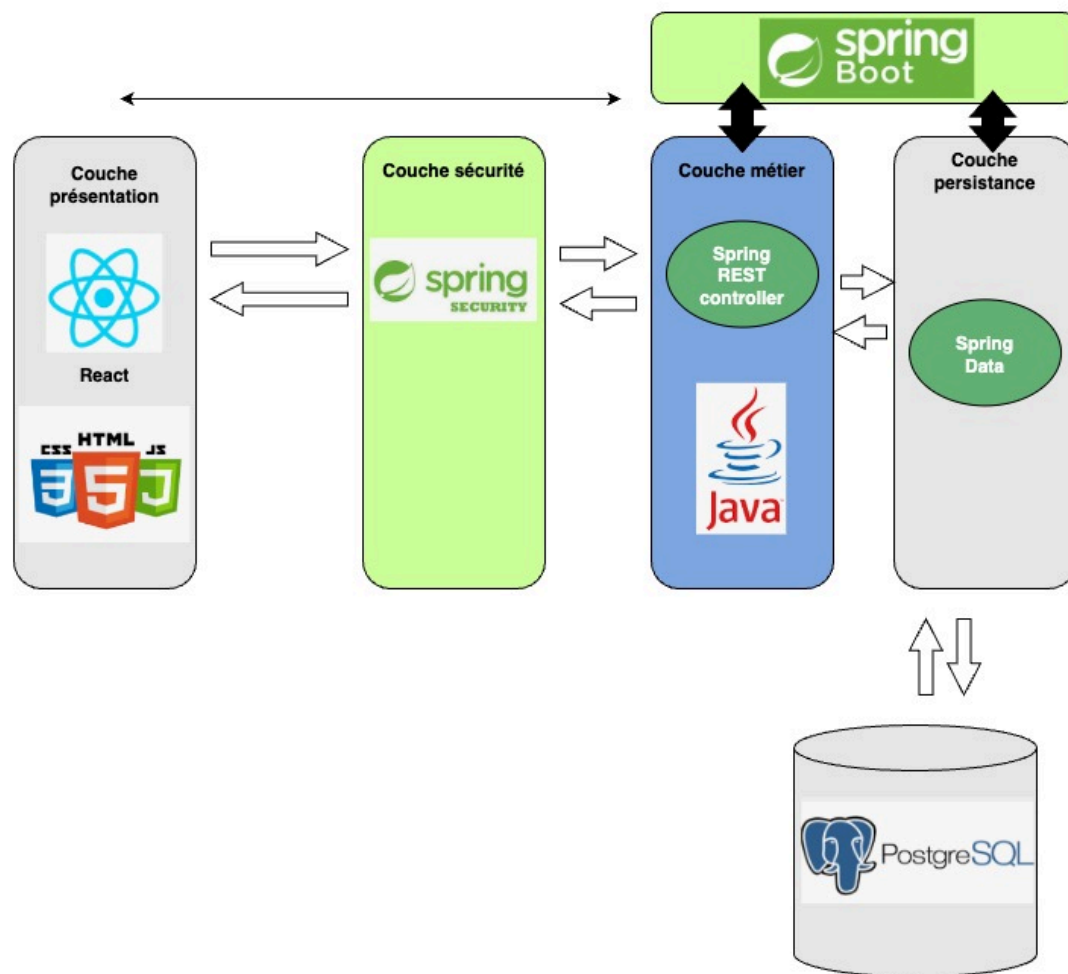 spring
Boot
Couche
présentation
React
CSS HTML JS
Couche sécurité
spring
SECURITY
Couche métier
Spring
REST
controller
Java
Couche
persistance
Spring
Data
PostgreSQL